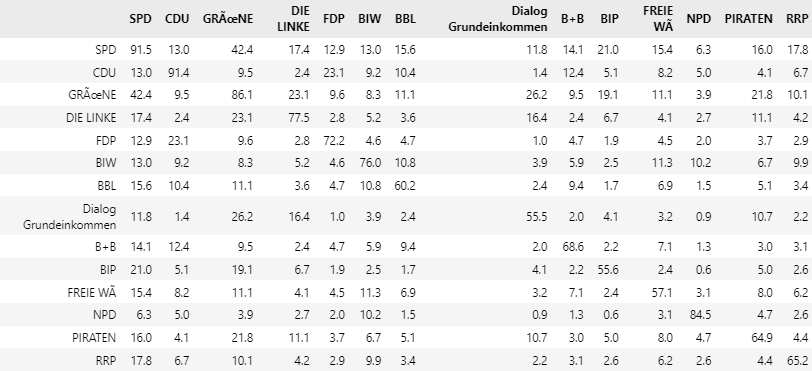 SPD CDU GRÃœNE DIE LINKE FDP BIW BBL Dialog Grundeinkommen B+B BIP FREIE WÃ NPD PIRATEN RRP
SPD 91.5 13.0 42.4 17.4 12.9 13.0 15.6 11.8 14.1 21.0 15.4 6.3 16.0 17.8
CDU 13.0 91.4 9.5 2.4 23.1 9.2 10.4 1.4 12.4 5.1 8.2 5.0 4.1 6.7
GRÃœNE 42.4 9.5 86.1 23.1 9.6 8.3 11.1 26.2 9.5 19.1 11.1 3.9 21.8 10.1
DIE LINKE 17.4 2.4 23.1 77.5 2.8 5.2 3.6 16.4 2.4 6.7 4.1 2.7 11.1 4.2
FDP 12.9 23.1 9.6 2.8 72.2 4.6 4.7 1.0 4.7 1.9 4.5 2.0 3.7 2.9
BIW 13.0 9.2 8.3 5.2 4.6 76.0 10.8 3.9 5.9 2.5 11.3 10.2 6.7 9.9
BBL 15.6 10.4 11.1 3.6 4.7 10.8 60.2 2.4 9.4 1.7 6.9 1.5 5.1 3.4
Dialog Grundeinkommen 11.8 1.4 26.2 16.4 1.0 3.9 2.4 55.5 2.0 4.1 3.2 0.9 10.7 2.2
B+B 14.1 12.4 9.5 2.4 4.7 5.9 9.4 2.0 68.6 2.2 7.1 1.3 3.0 3.1
BIP 21.0 5.1 19.1 6.7 1.9 2.5 1.7 4.1 2.2 55.6 2.4 0.6 5.0 2.6
FREIE WÃ 15.4 8.2 11.1 4.1 4.5 11.3 6.9 3.2 7.1 2.4 57.1 3.1 8.0 6.2
NPD 6.3 5.0 3.9 2.7 2.0 10.2 1.5 0.9 1.3 0.6 3.1 84.5 4.7 2.6
PIRATEN 16.0 4.1 21.8 11.1 3.7 6.7 5.1 10.7 3.0 5.0 8.0 4.7 64.9 4.4
RRP 17.8 6.7 10.1 4.2 2.9 9.9 3.4 2.2 3.1 2.6 6.2 2.6 4.4 65.2